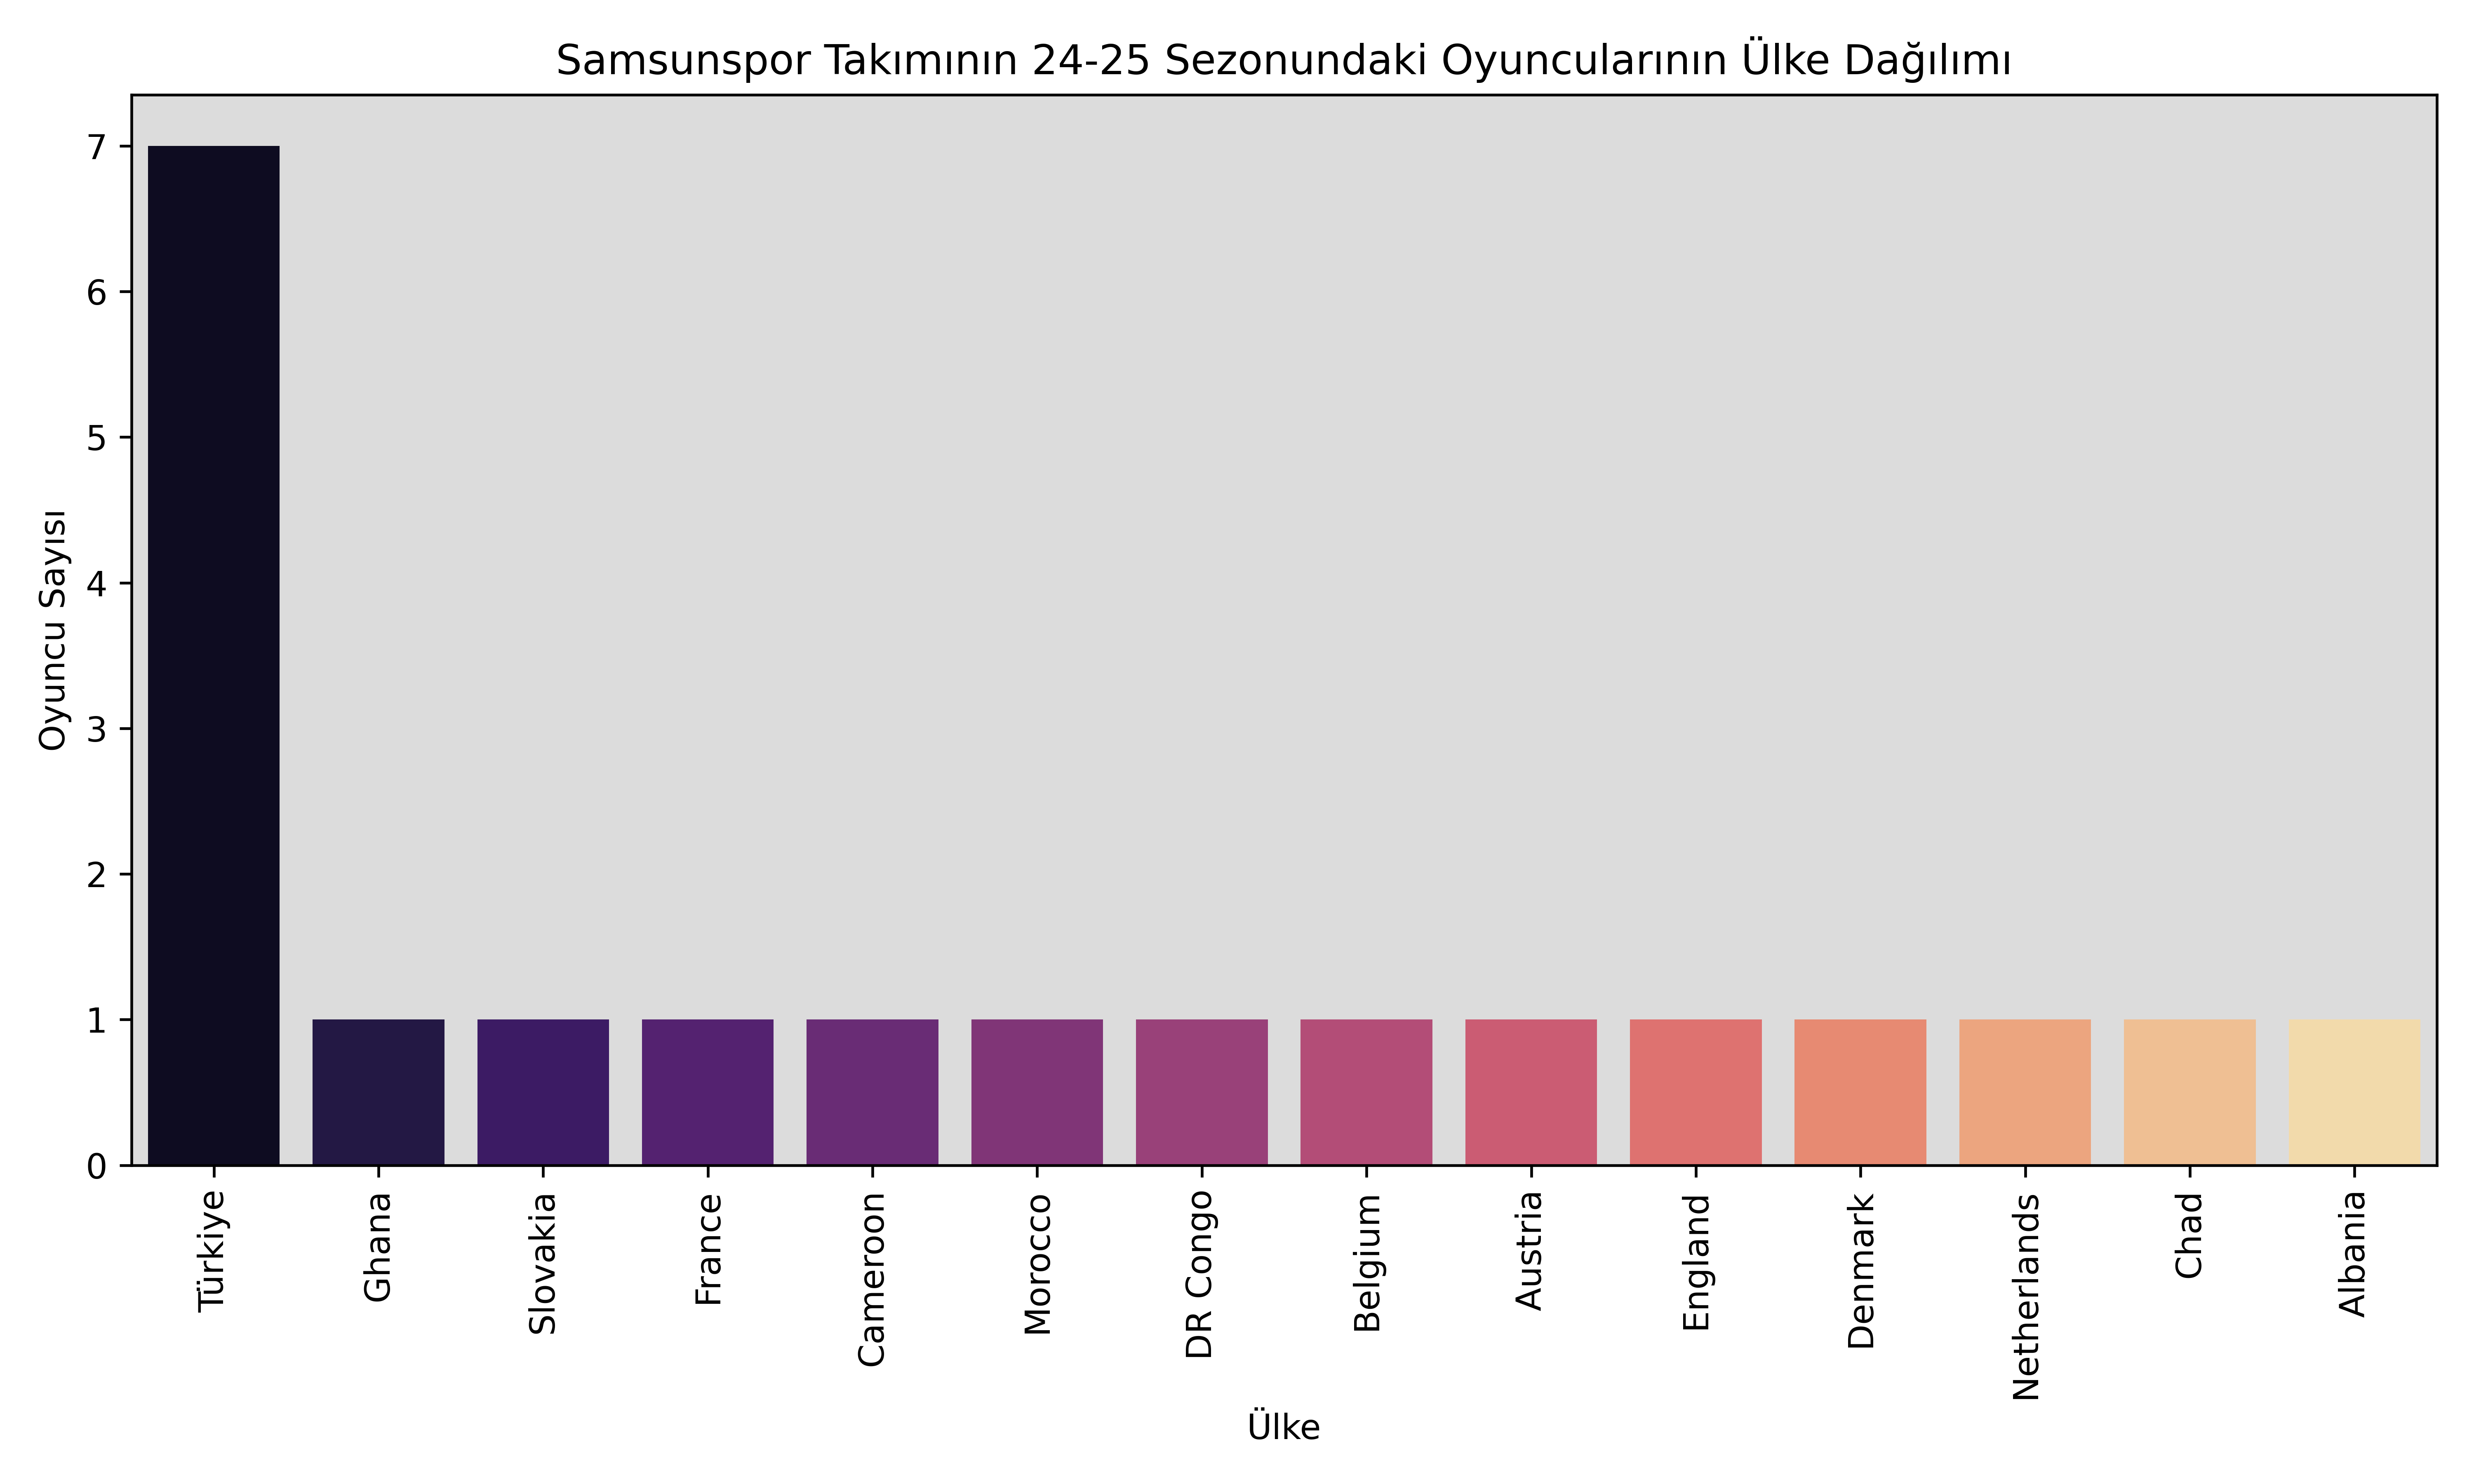 Samsunspor Takımının 24-25 Sezonundaki Oyuncularının Ülke Dağılımı
Oyuncu Sayısı
7
6
5
4
3
2
1
0
Türkiye
Ghana
Slovakia
France
Cameroon
Morocco
DR Congo
Belgium
Austria
England
Denmark
Netherlands
Chad
Albania
Ülke